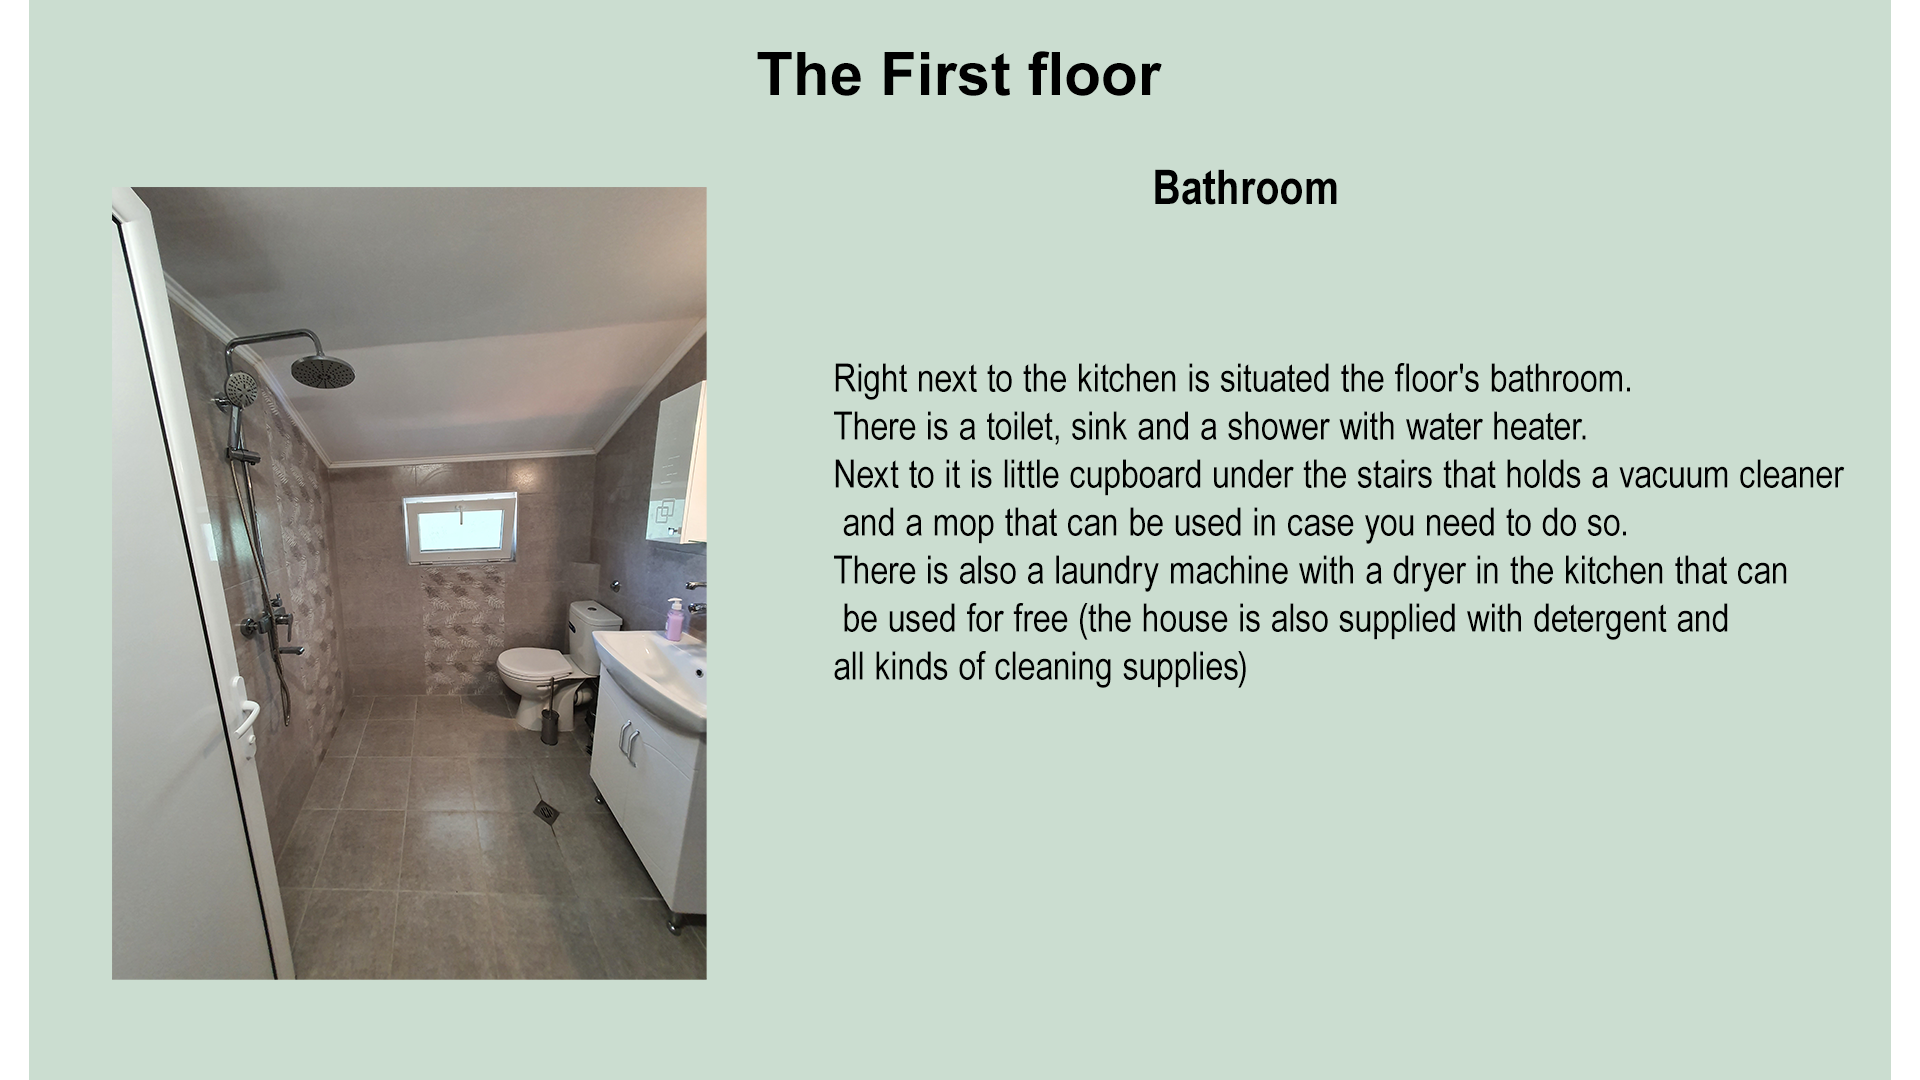 The First floor
Bathroom
Right next to the kitchen is situated the floor's bathroom.
There is a toilet, sink and a shower with water heater.
Next to it is little cupboard under the stairs that holds a vacuum cleaner
and a mop that can be used in case you need to do so.
There is also a laundry machine with a dryer in the kitchen that can
be used for free (the house is also supplied with detergent and
all kinds of cleaning supplies)